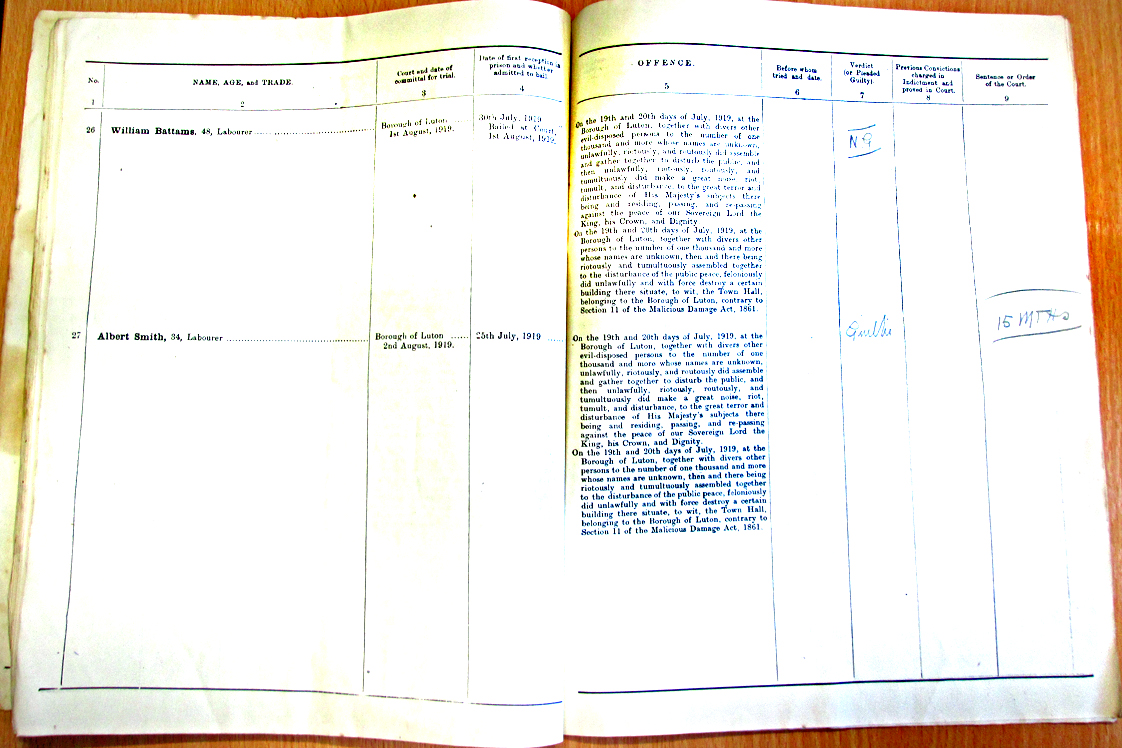 No.
NAME, AGE, and TRADE.
Court and date of
committal for trial.
Date of first reception in
prison and whether
admitted to bail.
1
2
3
4
26
William Battams, 48, Labourer
Borough of Luton
1st August, 1919.
30th July, 1919
Bailed at Court,
1st August, 1919.
27
Albert Smith, 34, Labourer
Borough of Luton
2nd August, 1919.
25th July, 1919
OFFENCE.
Before whom
tried and date.
Verdict
(or Pleaded
Guilty).
Previous Convictions
charged in
Indictment and
proved in Court.
Sentence or Order
of the Court.
5
6
7
8
9
On the 19th and 20th days of July, 1919, at the
Borough of Luton, together with divers other
evil-disposed persons to the number of one
thousand and more whose names are unknown,
unlawfully, riotously, and routously did assemble
and gather together to disturb the public, and
then unlawfully, riotously, routously, and
tumultuously did make a great noise, riot,
tumult, and disturbance, to the great terror and
disturbance of His Majesty's subjects there
being and residing, passing, and re-passing
against the peace of our Sovereign Lord the
King, his Crown, and Dignity
On the 19th and 20th days of July, 1919, at the
Borough of Luton, together with divers other
persons to the number of one thousand and more
whose names are unknown, then and there being
riotously and tumultuously assembled together
to the disturbance of the public peace, feloniously
did unlawfully and with force destroy a certain
building there situate, to wit, the Town Hall,
belonging to the Borough of Luton, contrary to
Section 11 of the Malicious Damage Act, 1861.
N G
On the 19th and 20th days of July, 1919, at the
Borough of Luton, together with divers other
evil-disposed persons to the number of one
thousand and more whose names are unknown,
unlawfully, riotously, and routously did assemble
and gather together to disturb the public, and
then unlawfully, riotously, routously, and
tumultuously did make a great noise, riot,
tumult, and disturbance, to the great terror and
disturbance of His Majesty's subjects there
being and residing, passing, and re-passing
against the peace of our Sovereign Lord the
King, his Crown, and Dignity.
On the 19th and 20th days of July, 1919, at the
Borough of Luton, together with divers other
persons to the number of one thousand and more
whose names are unknown, then and there being
riotously and tumultuously assembled together
to the disturbance of the public peace, feloniously
did unlawfully and with force destroy a certain
building there situate, to wit, the Town Hall,
belonging to the Borough of Luton, contrary to
Section 11 of the Malicious Damage Act, 1861.
Guilty
15 MTHS